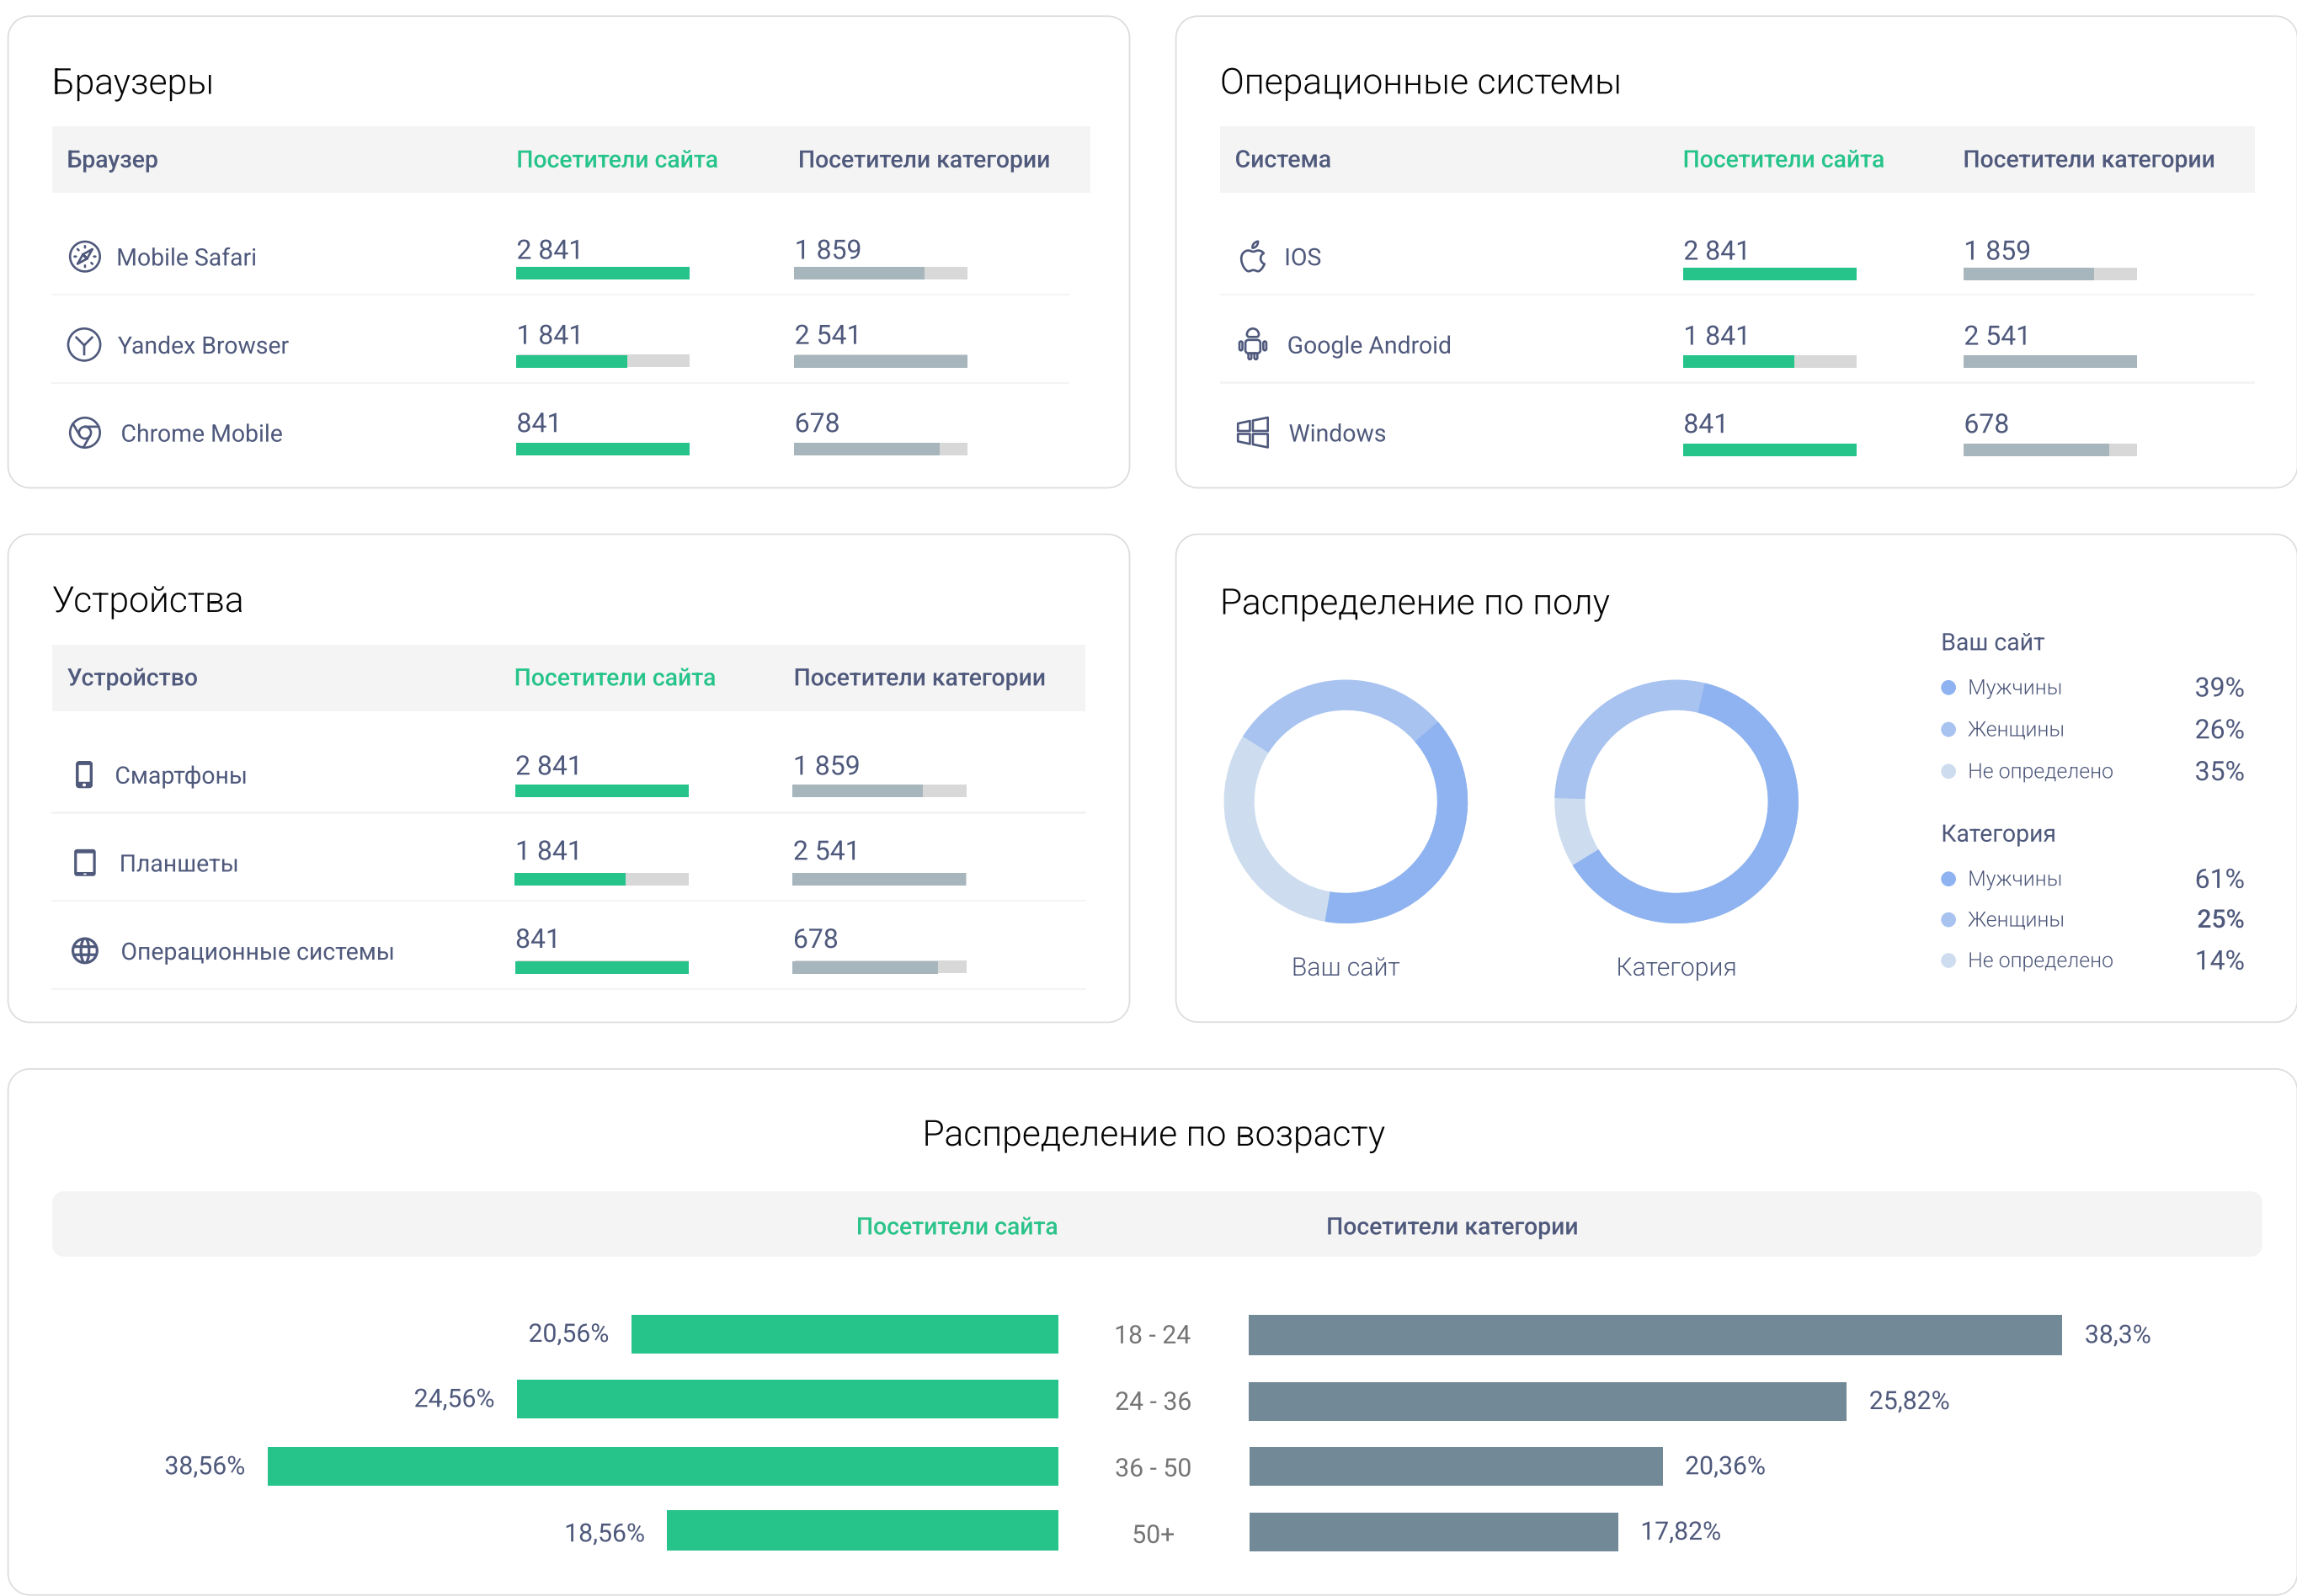 Браузеры
Браузер Посетители сайта Посетители категории
Mobile Safari 2 841 1 859
Yandex Browser 1 841 2 541
Chrome Mobile 841 678
Операционные системы
Система Посетители сайта Посетители категории
IOS 2 841 1 859
Google Android 1 841 2 541
Windows 841 678
Устройства
Устройство Посетители сайта Посетители категории
Смартфоны 2 841 1 859
Планшеты 1 841 2 541
Операционные системы 841 678
Распределение по полу
Ваш сайт
Категория
Ваш сайт
Мужчины 39%
Женщины 26%
Не определено 35%
Категория
Мужчины 61%
Женщины 25%
Не определено 14%
Распределение по возрасту
Посетители сайта Посетители категории
20,56% 18 - 24 38,3%
24,56% 24 - 36 25,82%
38,56% 36 - 50 20,36%
18,56% 50+ 17,82%